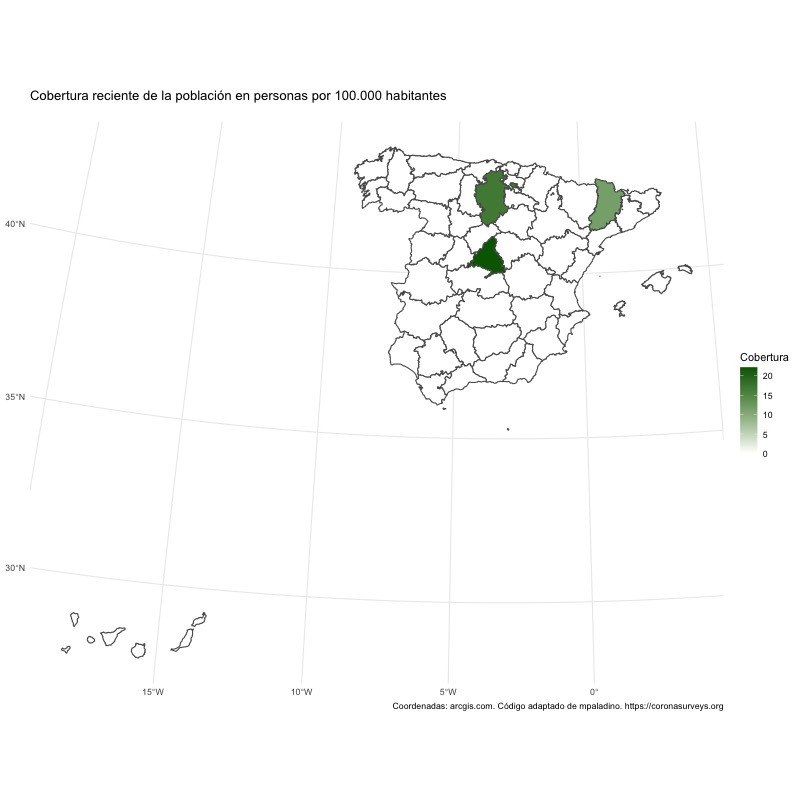 Cobertura reciente de la población en personas por 100.000 habitantes
40°N
35°N
30°N
15°W
10°W
5°W
0°
Cobertura
20
15
10
5
0
Coordenadas: arcgis.com. Código adaptado de mpaladino. https://coronasurveys.org